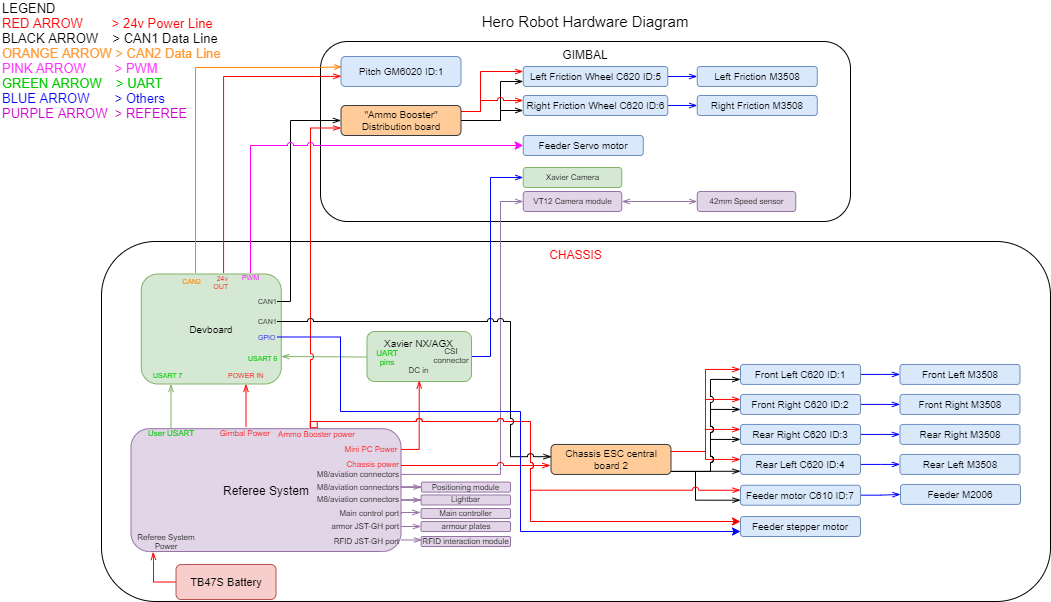 LEGEND
RED ARROW > 24v Power Line
BLACK ARROW > CAN1 Data Line
ORANGE ARROW > CAN2 Data Line
PINK ARROW > PWM
GREEN ARROW > UART
BLUE ARROW > Others
PURPLE ARROW > REFEREE
Hero Robot Hardware Diagram
GIMBAL
Pitch GM6020 ID:1
Left Friction Wheel C620 ID:5
Left Friction M3508
"Ammo Booster"
Distribution board
Right Friction Wheel C620 ID:6
Right Friction M3508
Feeder Servo motor
Xavier Camera
VT12 Camera module
42mm Speed sensor
CHASSIS
CAN2
24v
OUT
PWM
CAN1
CAN1
Devboard
GPIO
USART 6
USART 7
POWER IN
Xavier NX/AGX
UART
pins
CSI
connector
DC in
User USART
Gimbal Power
Ammo Booster power
Mini PC Power
Chassis power
M8/aviation connectors
M8/aviation connectors
M8/aviation connectors
Main control port
armor JST-GH port
RFID JST-GH port
Referee System
Referee System
Power
Positioning module
Lightbar
Main controller
armour plates
RFID interaction module
TB47S Battery
Chassis ESC central
board 2
Front Left C620 ID:1
Front Left M3508
Front Right C620 ID:2
Front Right M3508
Rear Right C620 ID:3
Rear Right M3508
Rear Left C620 ID:4
Rear Left M3508
Feeder motor C610 ID:7
Feeder M2006
Feeder stepper motor